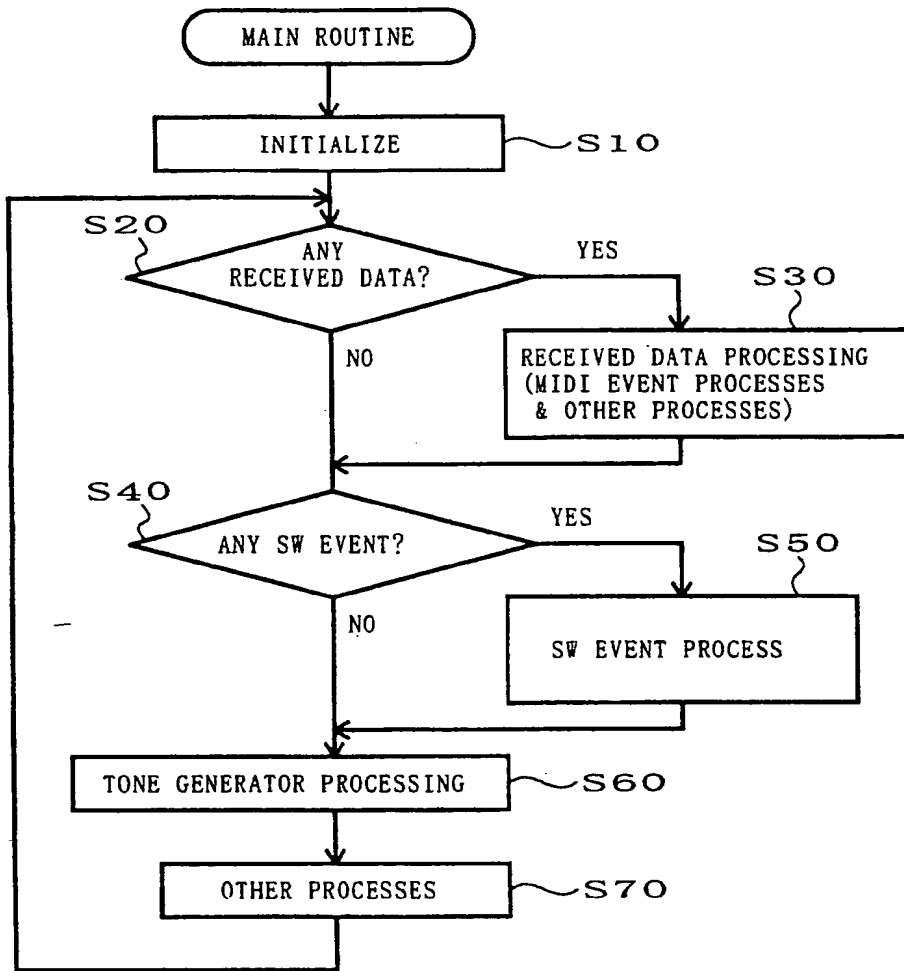 MAIN ROUTINE
INITIALIZE
S10
S20
ANY
RECEIVED DATA?
YES
S30
NO
RECEIVED DATA PROCESSING
(MIDI EVENT PROCESSES
& OTHER PROCESSES)
S40
ANY SW EVENT?
YES
S50
NO
SW EVENT PROCESS
TONE GENERATOR PROCESSING
S60
OTHER PROCESSES
S70